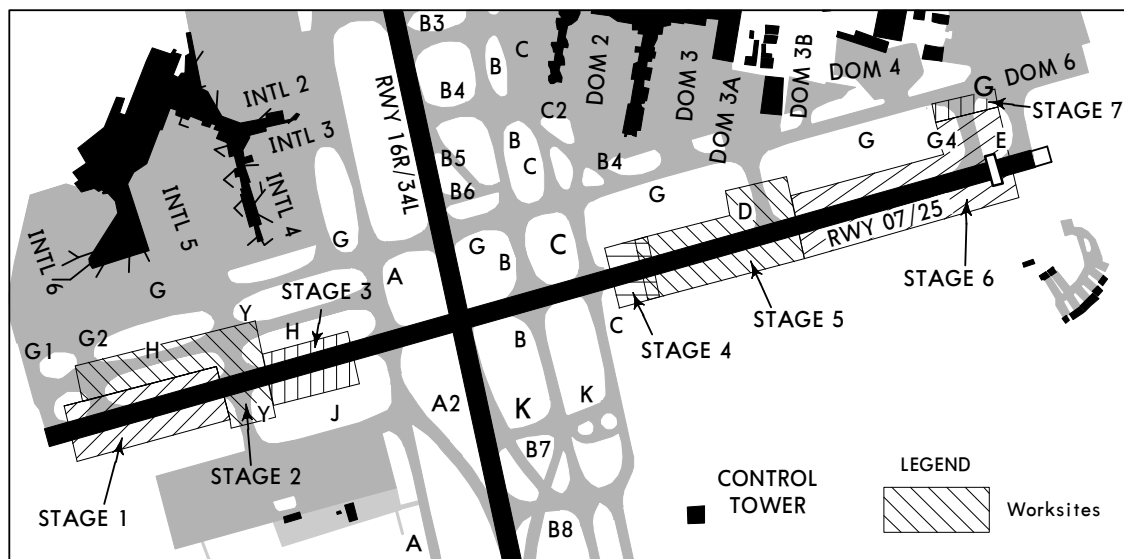 B3
C
B
DOM 2
DOM 3
DOM 3A
DOM 3B
DOM 4
DOM 6
G
STAGE 7
INTL 2
INTL 3
INTL 4
INTL 5
INTL 6
RWY 16R/34L
B4
C2
B
C
B5
B6
B4
G
G
G4
E
D
RWY 07/25
STAGE 6
G
A
G
B
C
G
STAGE 3
Y
H
G1
G2
H
STAGE 5
C
STAGE 4
B
K
K
A2
J
Y
B7
STAGE 2
STAGE 1
A
B8
CONTROL
TOWER
LEGEND
Worksites